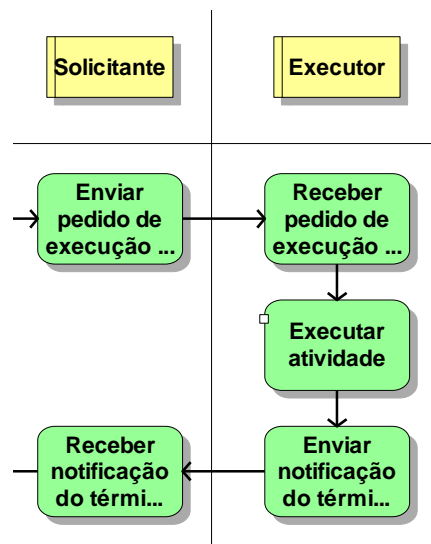 Solicitante
Executor
Enviar
pedido de
execução ...
Receber
pedido de
execução ...
Executar
atividade
Receber
notificação
do térmi...
Enviar
notificação
do térmi...